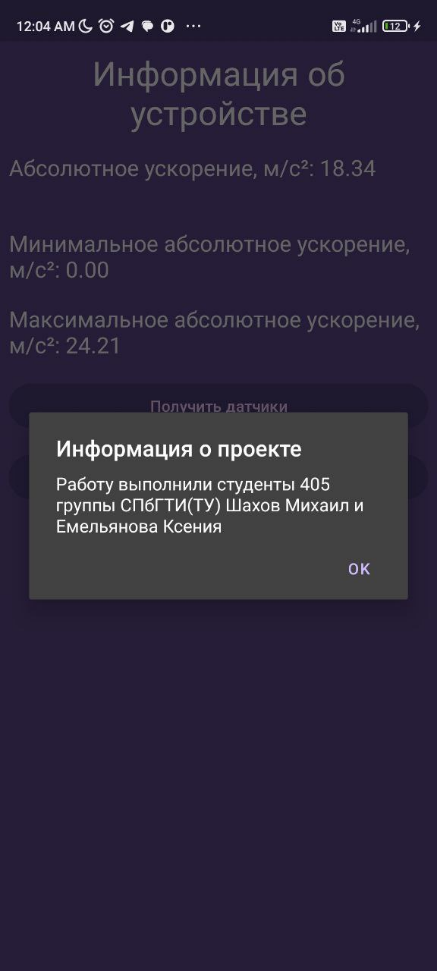 12:04 AM
4G
12
Информация об
устройстве
Абсолютное ускорение, м/с²: 18.34
Минимальное абсолютное ускорение,
м/с²: 0.00
Максимальное абсолютное ускорение,
м/с²: 24.21
Получить датчики
Информация о проекте
Работу выполнили студенты 405
группы СПбГТИ(ТУ) Шахов Михаил и
Емельянова Ксения
OK